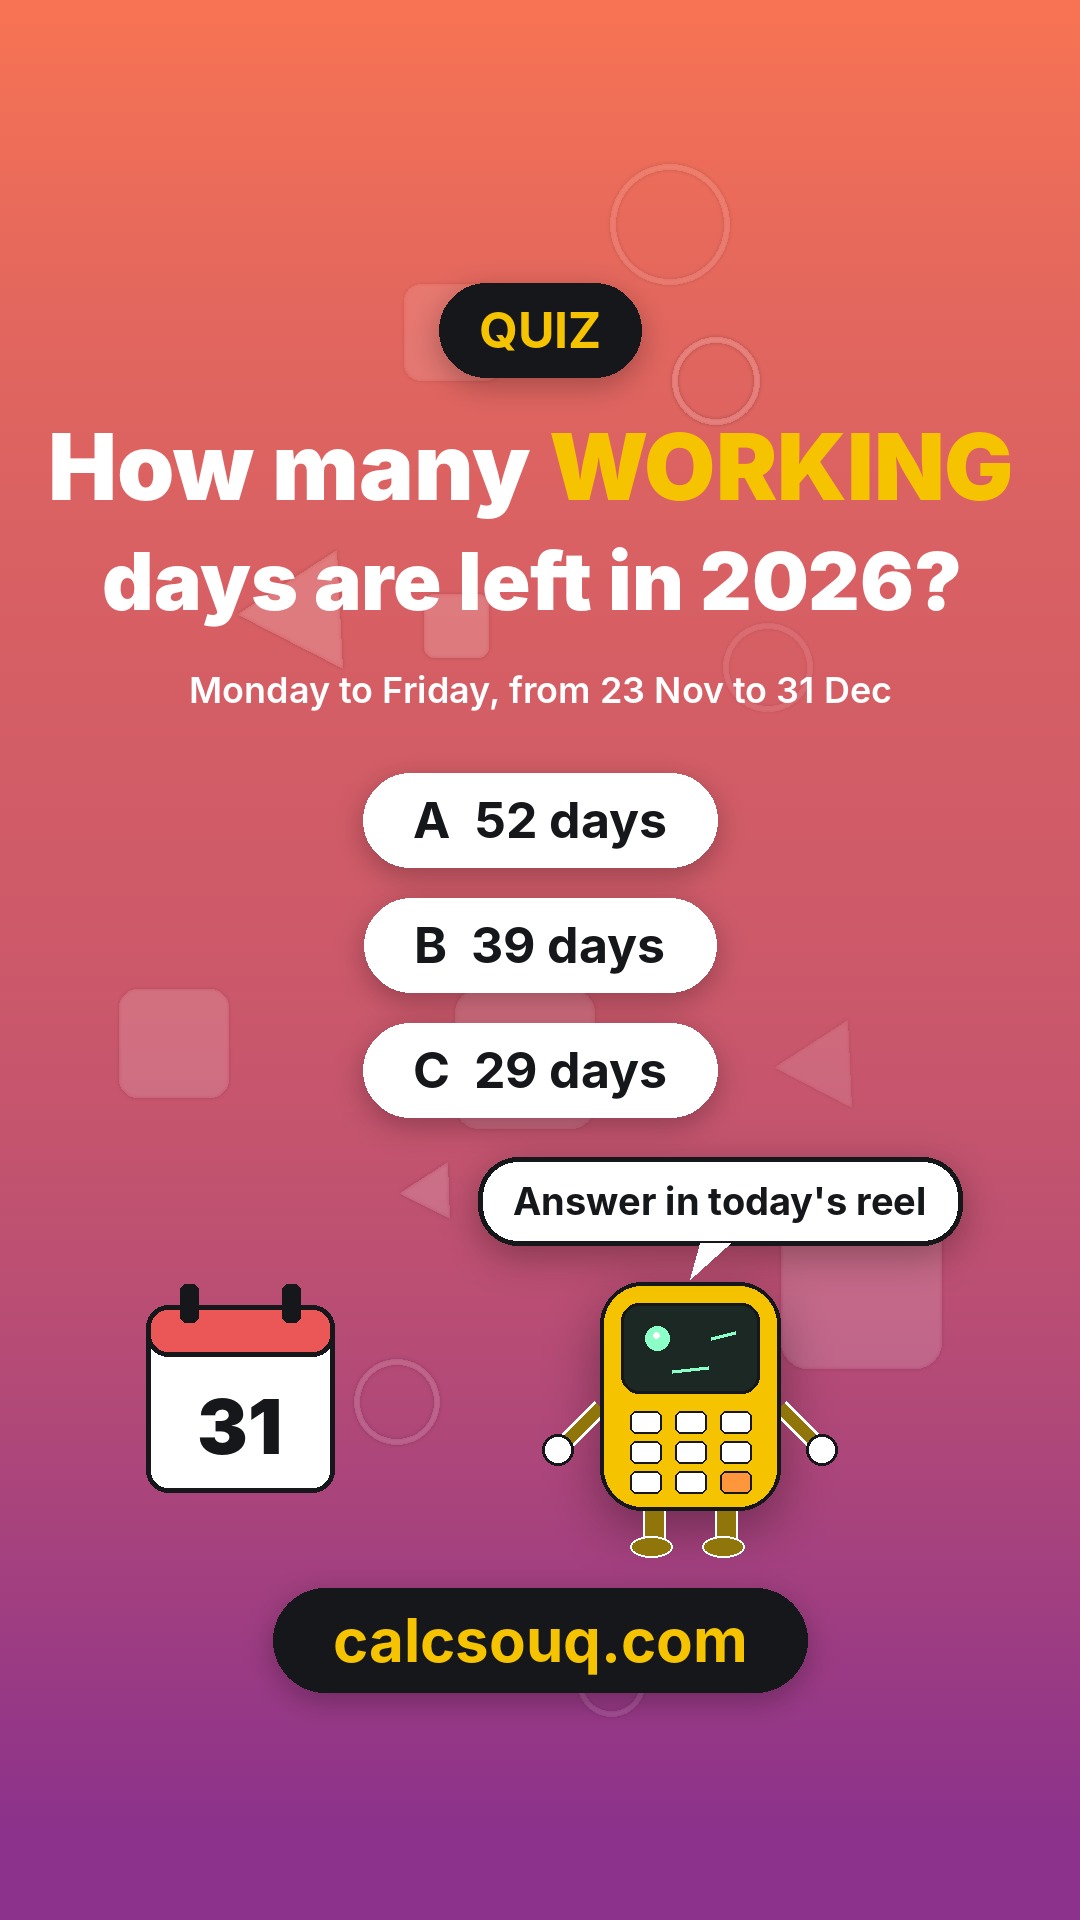 QUIZ
How many WORKING
days are left in 2026?
Monday to Friday, from 23 Nov to 31 Dec
A 52 days
B 39 days
C 29 days
Answer in today's reel
31
calcsouq.com